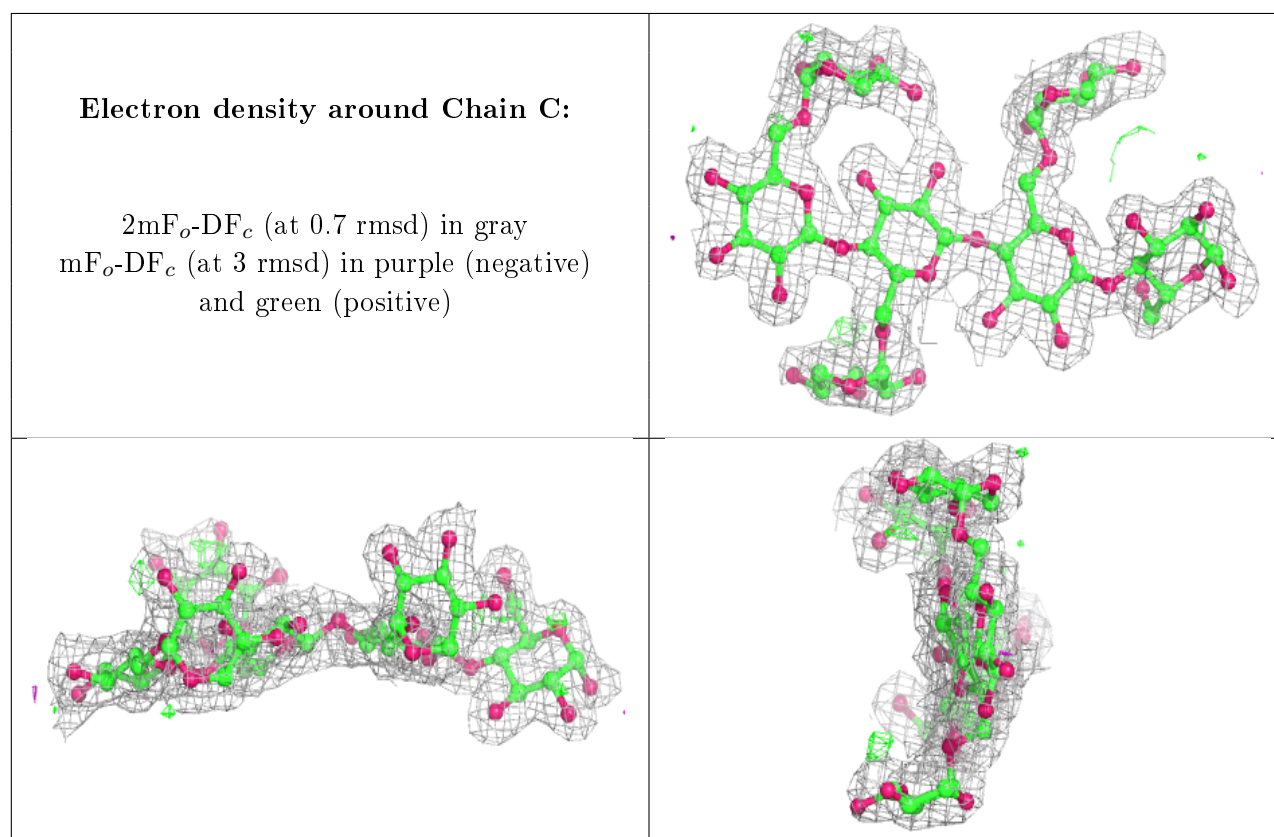 Electron density around Chain C:
2mFₒ-DF𝒸 (at 0.7 rmsd) in gray
mFₒ-DF𝒸 (at 3 rmsd) in purple (negative)
and green (positive)